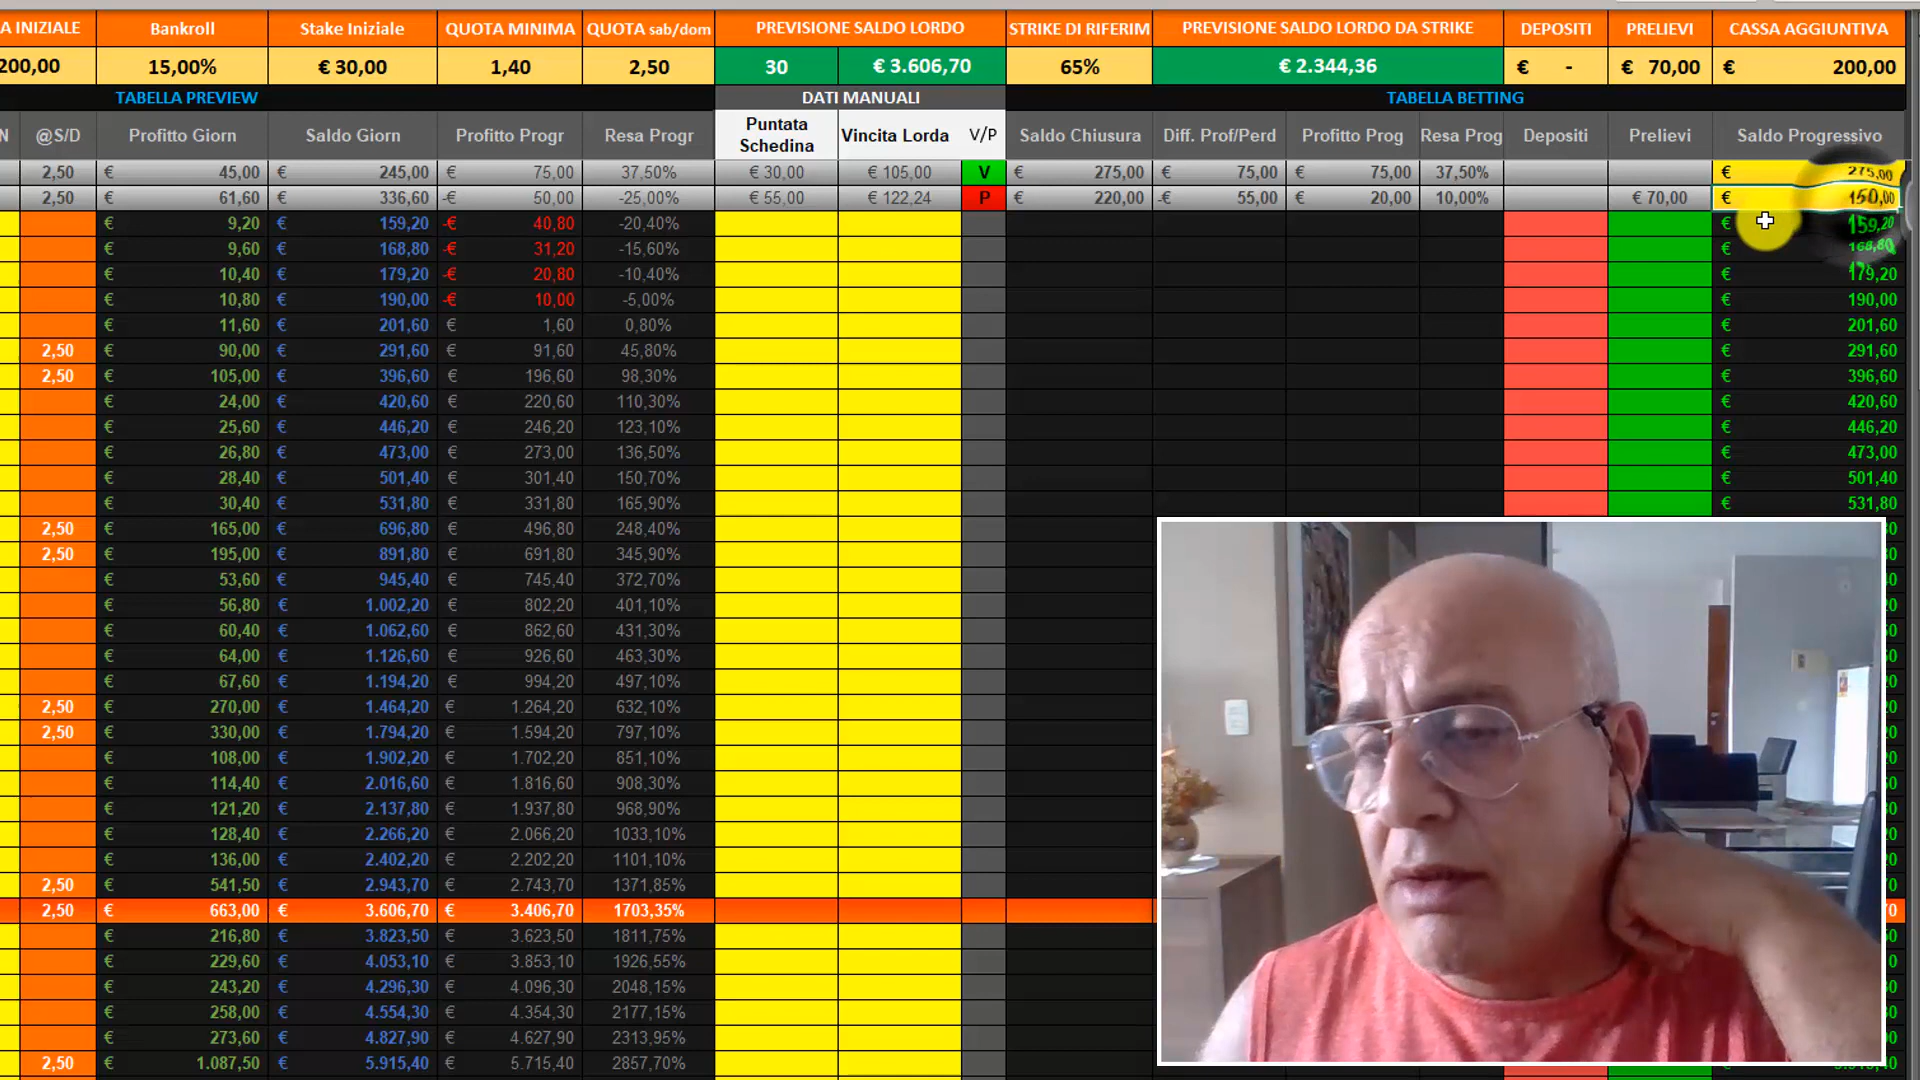 A INIZIALE Bankroll Stake Iniziale QUOTA MINIMA QUOTA sab/dom PREVISIONE SALDO LORDO STRIKE DI RIFERIM PREVISIONE SALDO LORDO DA STRIKE DEPOSITI PRELIEVI CASSA AGGIUNTIVA
200,00 15,00% € 30,00 1,40 2,50 30 € 3.606,70 65% € 2.344,36 € - € 70,00 € 200,00
TABELLA PREVIEW DATI MANUALI TABELLA BETTING
N @S/D Profitto Giorn Saldo Giorn Profitto Progr Resa Progr Puntata Schedina Vincita Lorda V/P Saldo Chiusura Diff. Prof/Perd Profitto Prog Resa Prog Depositi Prelievi Saldo Progressivo
2,50 € 45,00 € 245,00 € 75,00 37,50% € 30,00 € 105,00 V € 275,00 € 75,00 € 75,00 37,50% € 275,00
2,50 € 61,60 € 336,60 -€ 50,00 -25,00% € 55,00 € 122,24 P € 220,00 -€ 55,00 € 20,00 10,00% € 70,00 € 150,00
€ 9,20 € 159,20 -€ 40,80 -20,40% € 159,20
€ 9,60 € 168,80 -€ 31,20 -15,60% € 168,80
€ 10,40 € 179,20 -€ 20,80 -10,40% € 179,20
€ 10,80 € 190,00 -€ 10,00 -5,00% € 190,00
€ 11,60 € 201,60 € 1,60 0,80% € 201,60
2,50 € 90,00 € 291,60 € 91,60 45,80% € 291,60
2,50 € 105,00 € 396,60 € 196,60 98,30% € 396,60
€ 24,00 € 420,60 € 220,60 110,30% € 420,60
€ 25,60 € 446,20 € 246,20 123,10% € 446,20
€ 26,80 € 473,00 € 273,00 136,50% € 473,00
€ 28,40 € 501,40 € 301,40 150,70% € 501,40
€ 30,40 € 531,80 € 331,80 165,90% € 531,80
2,50 € 165,00 € 696,80 € 496,80 248,40%
2,50 € 195,00 € 891,80 € 691,80 345,90%
€ 53,60 € 945,40 € 745,40 372,70%
€ 56,80 € 1.002,20 € 802,20 401,10%
€ 60,40 € 1.062,60 € 862,60 431,30%
€ 64,00 € 1.126,60 € 926,60 463,30%
€ 67,60 € 1.194,20 € 994,20 497,10%
2,50 € 270,00 € 1.464,20 € 1.264,20 632,10%
2,50 € 330,00 € 1.794,20 € 1.594,20 797,10%
€ 108,00 € 1.902,20 € 1.702,20 851,10%
€ 114,40 € 2.016,60 € 1.816,60 908,30%
€ 121,20 € 2.137,80 € 1.937,80 968,90%
€ 128,40 € 2.266,20 € 2.066,20 1033,10%
€ 136,00 € 2.402,20 € 2.202,20 1101,10%
2,50 € 541,50 € 2.943,70 € 2.743,70 1371,85%
2,50 € 663,00 € 3.606,70 € 3.406,70 1703,35%
€ 216,80 € 3.823,50 € 3.623,50 1811,75%
€ 229,60 € 4.053,10 € 3.853,10 1926,55%
€ 243,20 € 4.296,30 € 4.096,30 2048,15%
€ 258,00 € 4.554,30 € 4.354,30 2177,15%
€ 273,60 € 4.827,90 € 4.627,90 2313,95%
2,50 € 1.087,50 € 5.915,40 € 5.715,40 2857,70%